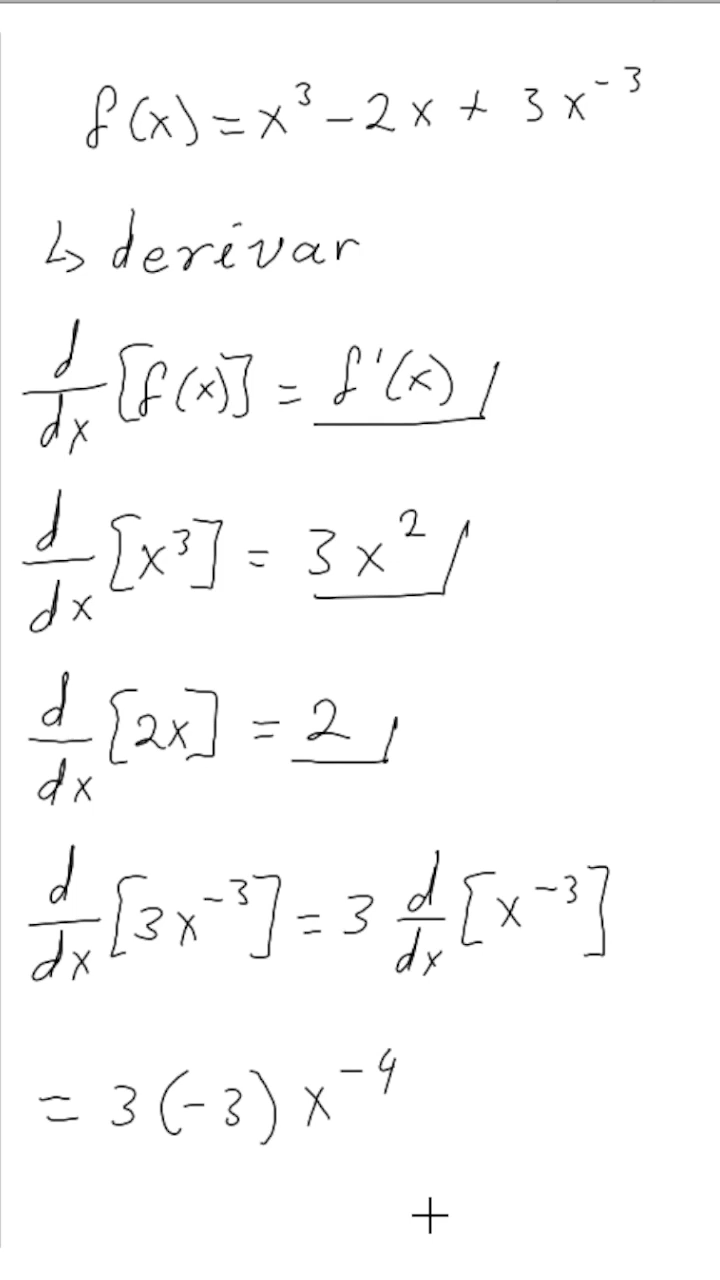 f(x) = x³ - 2x + 3x⁻³
↳ derivar
d/dx [f(x)] = f'(x)
d/dx [x³] = 3x²
d/dx [2x] = 2
d/dx [3x⁻³] = 3 d/dx [x⁻³]
= 3(-3)x⁻⁴